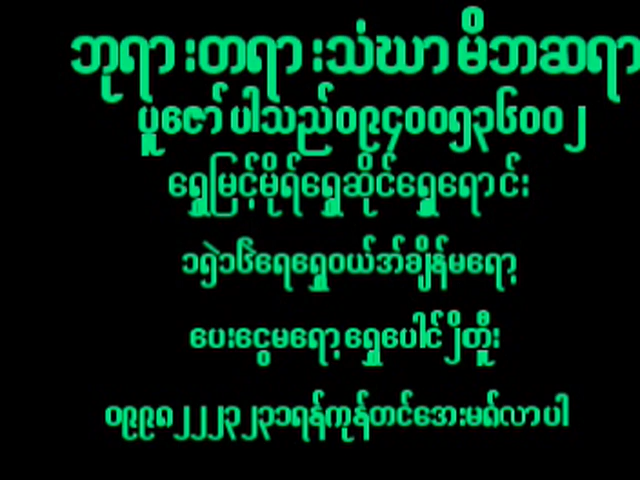 ဘုရား တရား သံဃာ မိဘဆရာ
ပူဇော်ပါသည်၀၉၄၀၀၅၃၆၀၀၂
ရွှေမြင့်မိုရ်ရွှေဆိုင်ရွှေရောင်း
၁၅ဲ၁၆ရေရွှေဝယ်အ်ချိန်မရော့
ပေးငွေမရော့ရွှေပေါင်၂ိတိူး
၀၉၉၈၂၂၂၃၂၃၁ရန်ကုန်တင်အေးမ၈်လာပါ